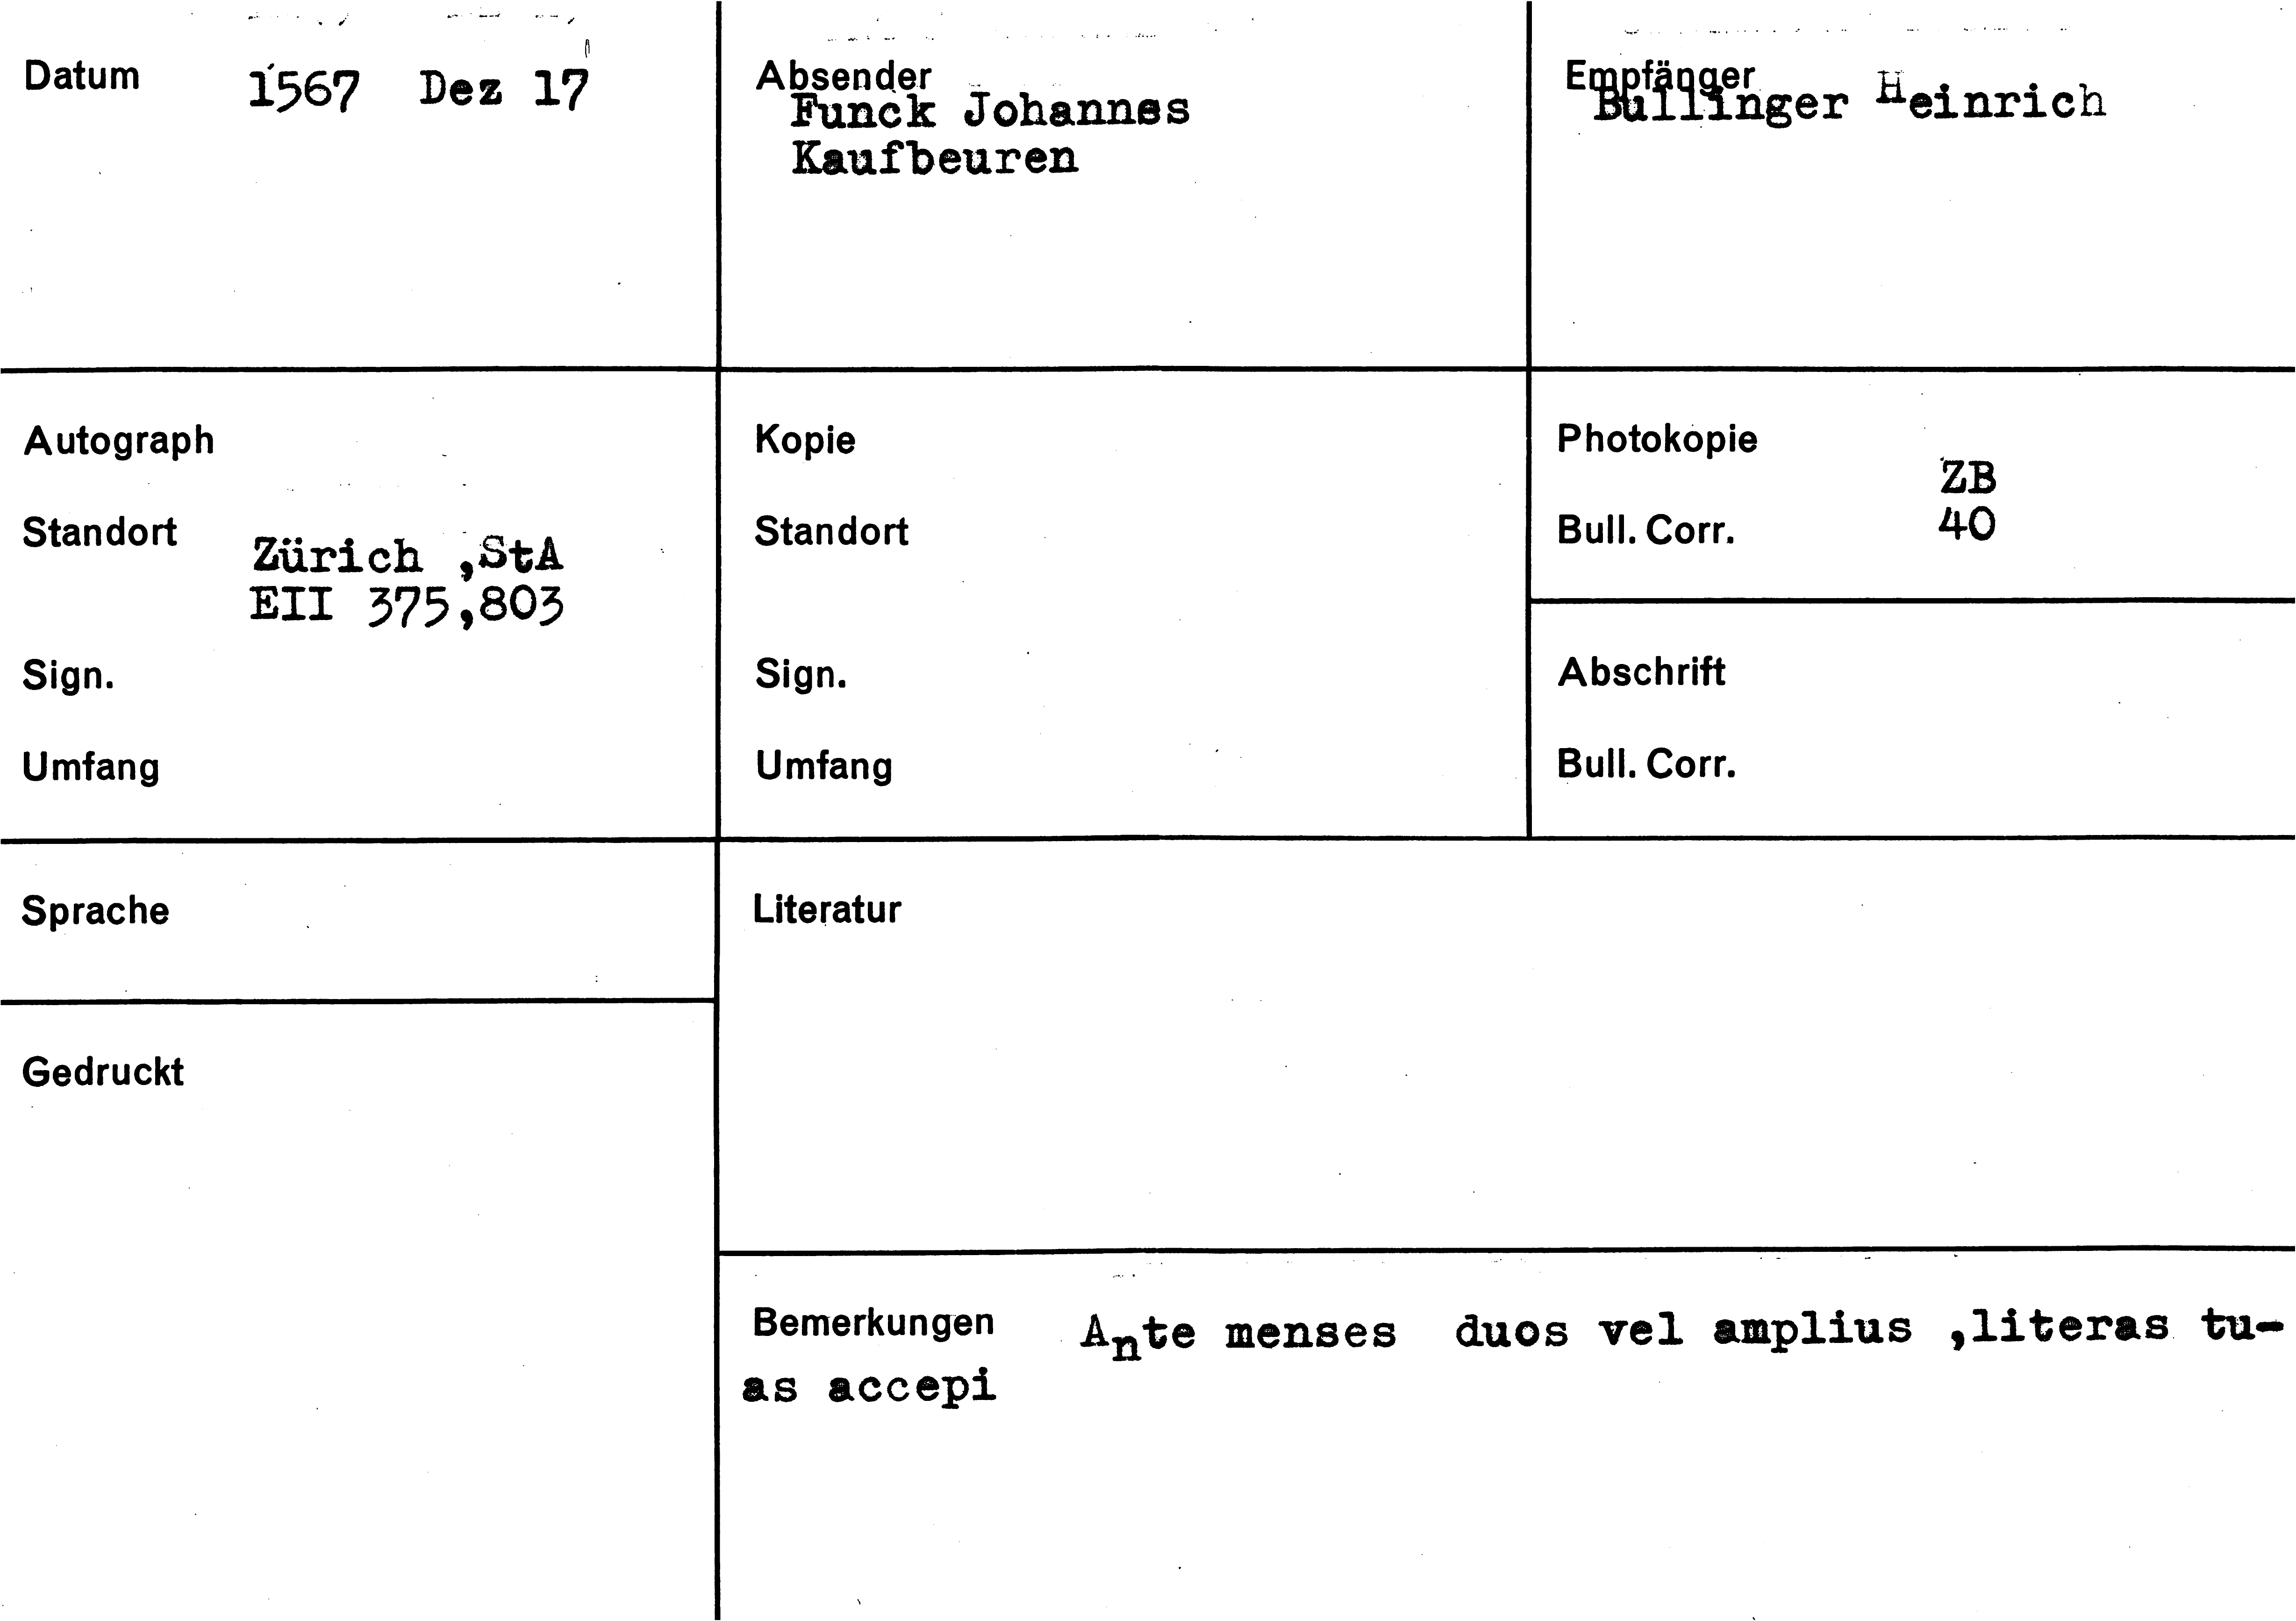 Datum 1567 Dez 17
Absender
Funck Johannes
Kaufbeuren
Empfänger
Bullinger Heinrich
Autograph
Standort
Zürich ,StA
EII 375,803
Sign.
Umfang
Kopie
Standort
Sign.
Umfang
Photokopie
ZB
Bull. Corr. 40
Abschrift
Bull. Corr.
Sprache
Literatur
Gedruckt
Bemerkungen Ante menses duos vel amplius ,literas tu-
as accepi